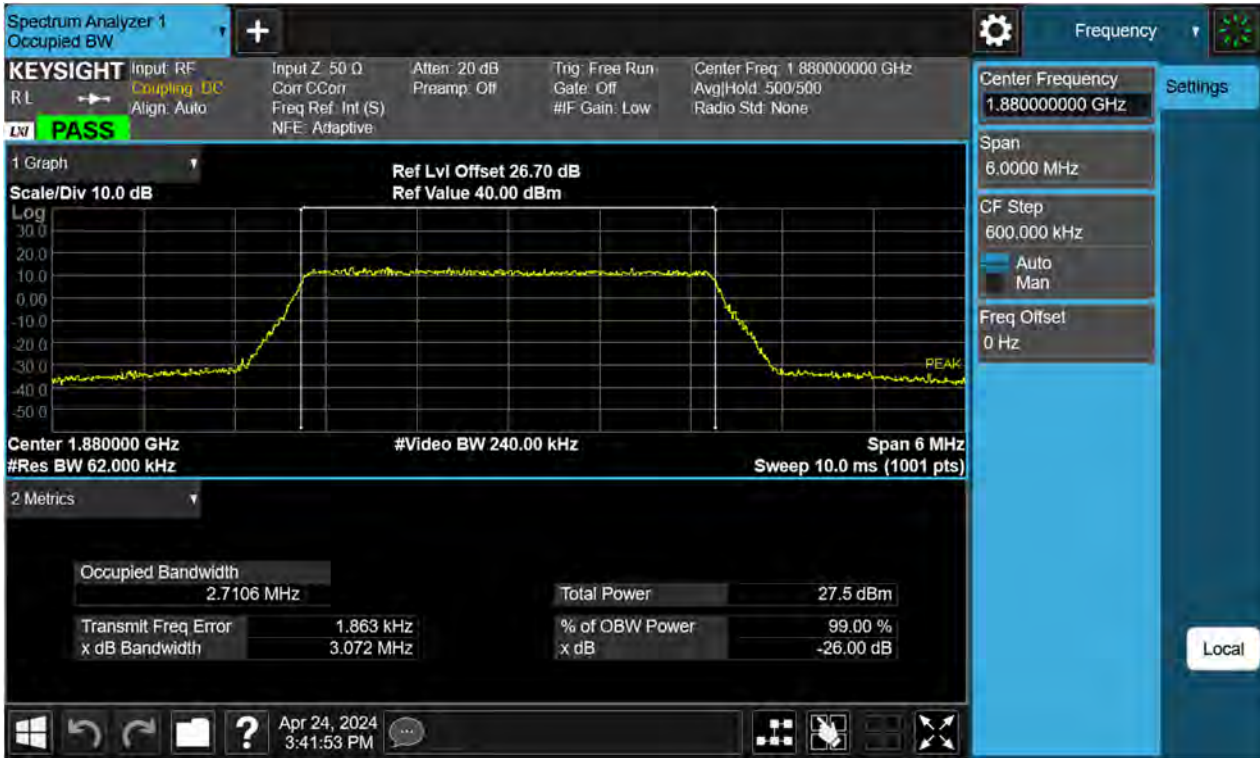 Spectrum Analyzer 1
Occupied BW
+
Frequency
KEYSIGHT
R L
LXI
PASS
Input: RF
Coupling: DC
Align: Auto
Input Z: 50 Ω
Corr CCorr
Freq Ref: Int (S)
NFE: Adaptive
Atten: 20 dB
Preamp: Off
Trig: Free Run
Gate: Off
#IF Gain: Low
Center Freq: 1.880000000 GHz
Avg|Hold: 500/500
Radio Std: None
1 Graph
Scale/Div 10.0 dB
Ref Lvl Offset 26.70 dB
Ref Value 40.00 dBm
Log
30.0
20.0
10.0
0.00
-10.0
-20.0
-30.0
-40.0
-50.0
PEAK
Center 1.880000 GHz
#Video BW 240.00 kHz
Span 6 MHz
#Res BW 62.000 kHz
Sweep 10.0 ms (1001 pts)
2 Metrics
Occupied Bandwidth
2.7106 MHz
Total Power 27.5 dBm
Transmit Freq Error 1.863 kHz
% of OBW Power 99.00 %
x dB Bandwidth 3.072 MHz
x dB -26.00 dB
?
Apr 24, 2024
3:41:53 PM
Center Frequency
1.880000000 GHz
Span
6.0000 MHz
CF Step
600.000 kHz
Auto
Man
Freq Offset
0 Hz
Settings
Local